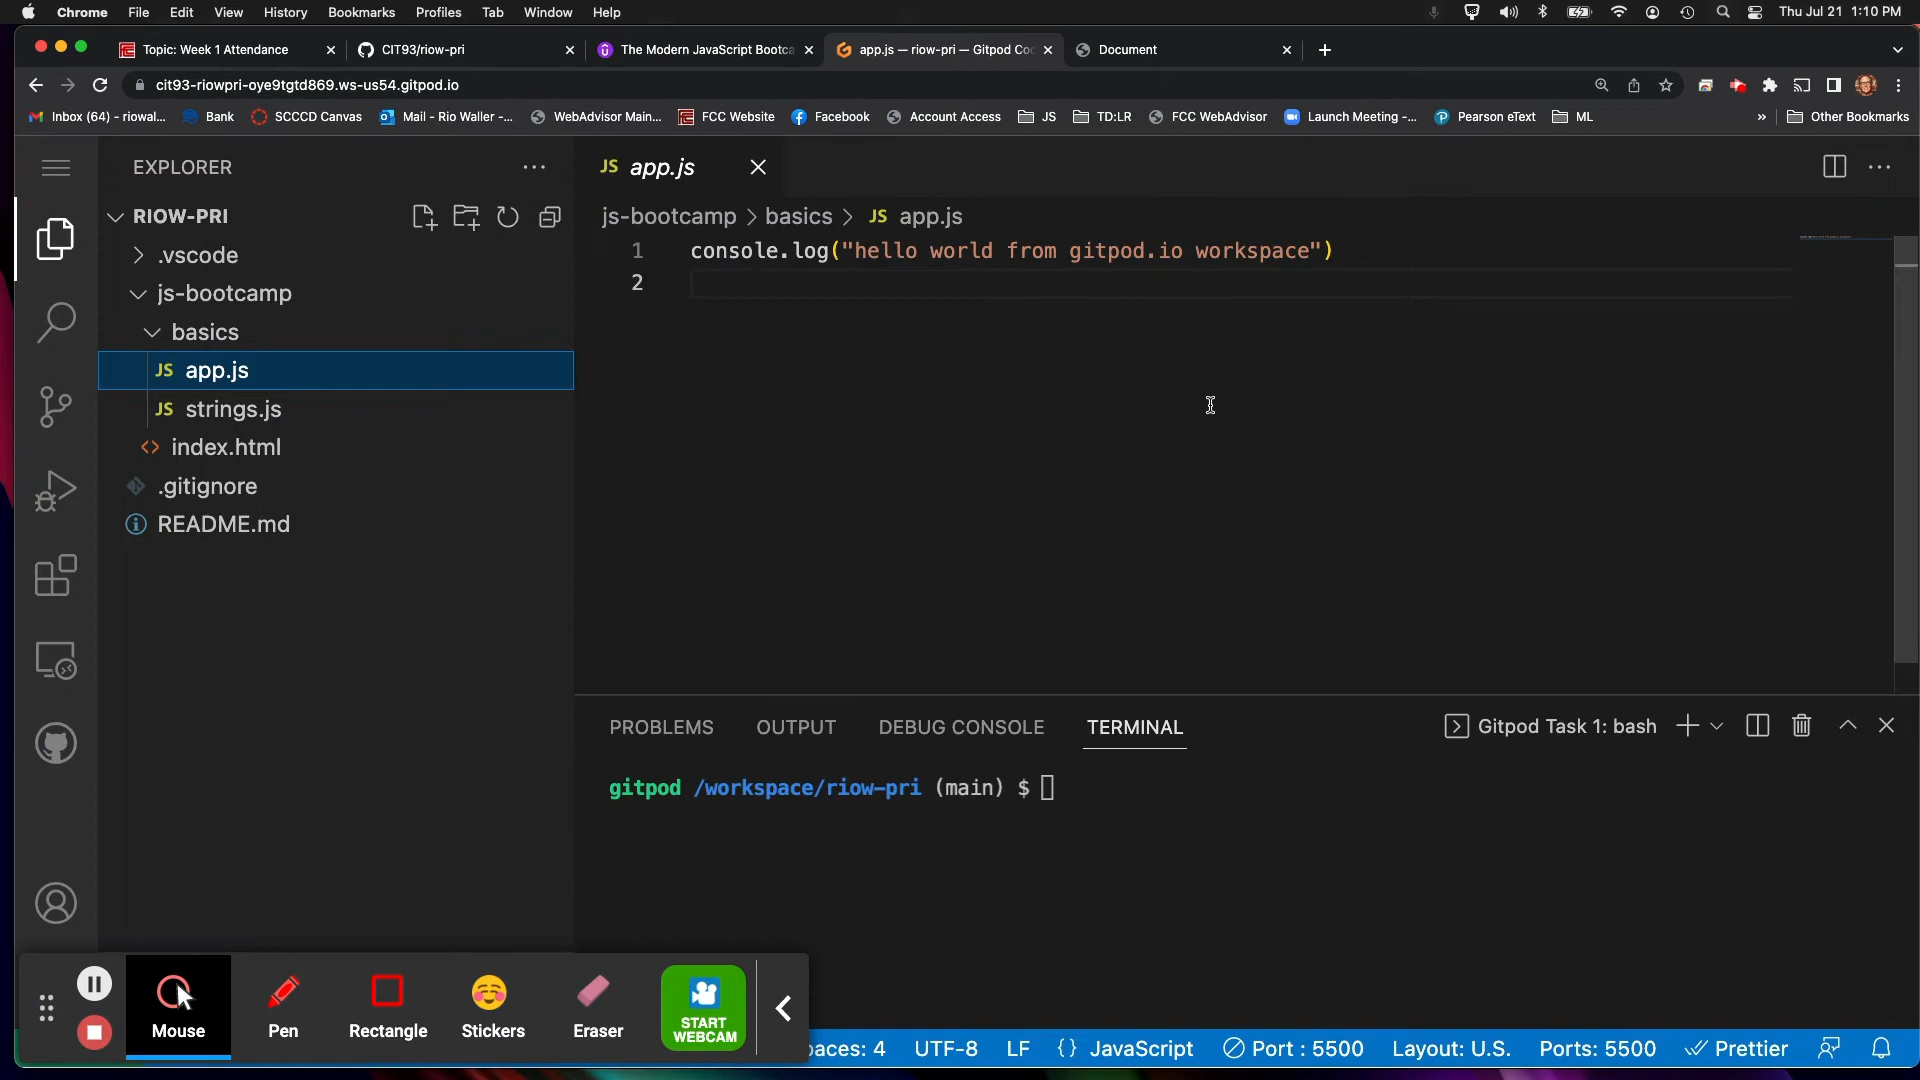 Chrome File Edit View History Bookmarks Profiles Tab Window Help Thu Jul 21 1:10 PM
Topic: Week 1 Attendance CIT93/riow-pri The Modern JavaScript Bootca app.js — riow-pri — Gitpod Co Document
cit93-riowpri-oye9tgtd869.ws-us54.gitpod.io
Inbox (64) - riowal... Bank SCCCD Canvas Mail - Rio Waller -... WebAdvisor Main... FCC Website Facebook Account Access JS TD:LR FCC WebAdvisor Launch Meeting -... Pearson eText ML » Other Bookmarks
EXPLORER
JS app.js
RIOW-PRI
js-bootcamp > basics > JS app.js
.vscode
1 console.log("hello world from gitpod.io workspace")
2
js-bootcamp
basics
JS app.js
JS strings.js
<> index.html
.gitignore
README.md
PROBLEMS OUTPUT DEBUG CONSOLE TERMINAL Gitpod Task 1: bash
gitpod /workspace/riow-pri (main) $
Mouse Pen Rectangle Stickers Eraser START WEBCAM
paces: 4 UTF-8 LF {} JavaScript Port : 5500 Layout: U.S. Ports: 5500 Prettier